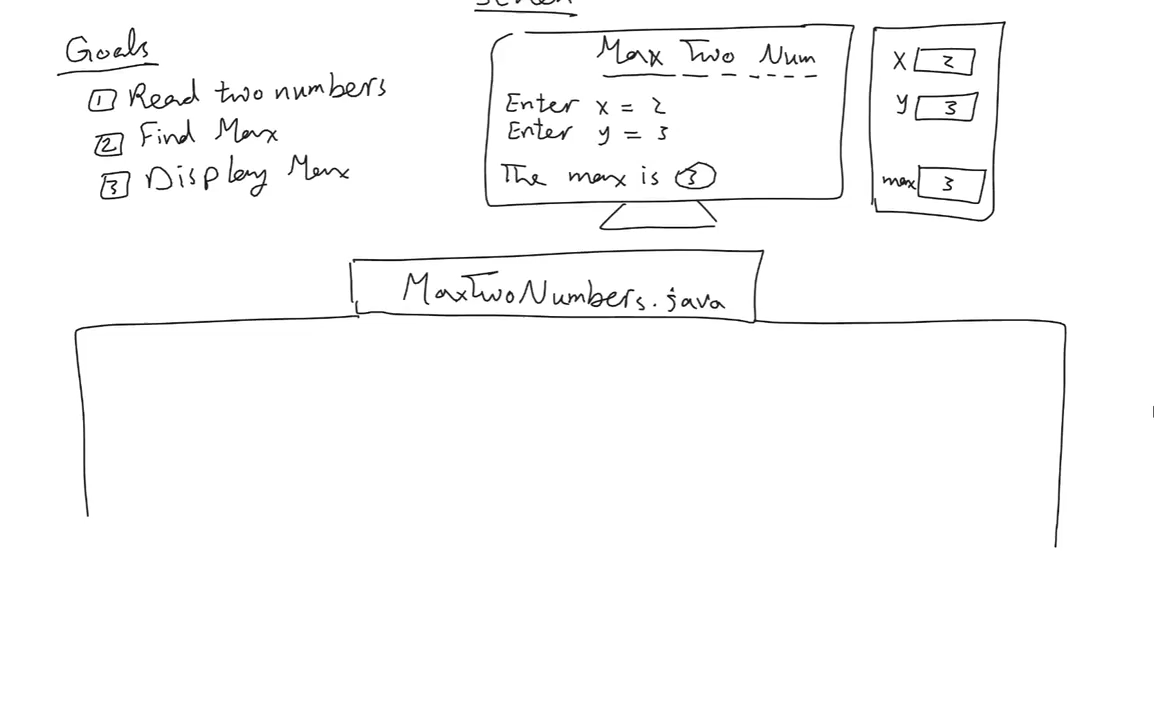 Screen
Goals
1 Read two numbers
2 Find Max
3 Display Max
Max Two Num
Enter x = 2
Enter y = 3
The max is 3
x 2
y 3
max 3
MaxTwoNumbers.java